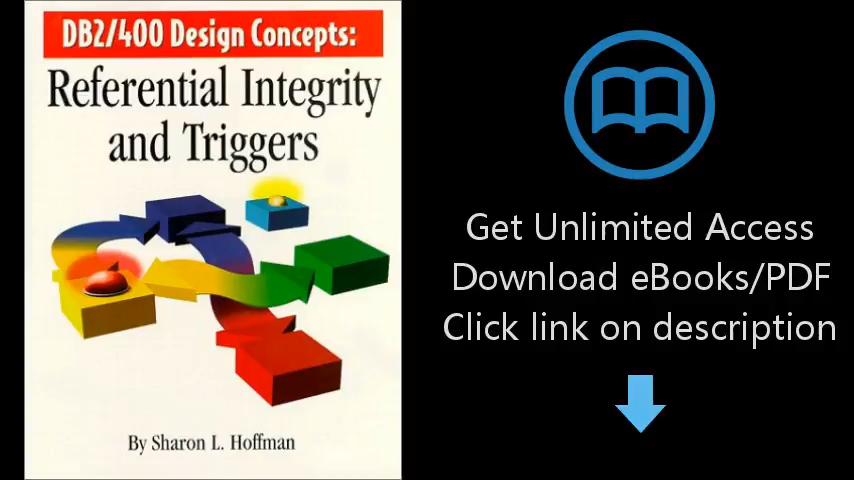 DB2/400 Design Concepts:
Referential Integrity
and Triggers
By Sharon L. Hoffman
Get Unlimited Access
Download eBooks/PDF
Click link on description